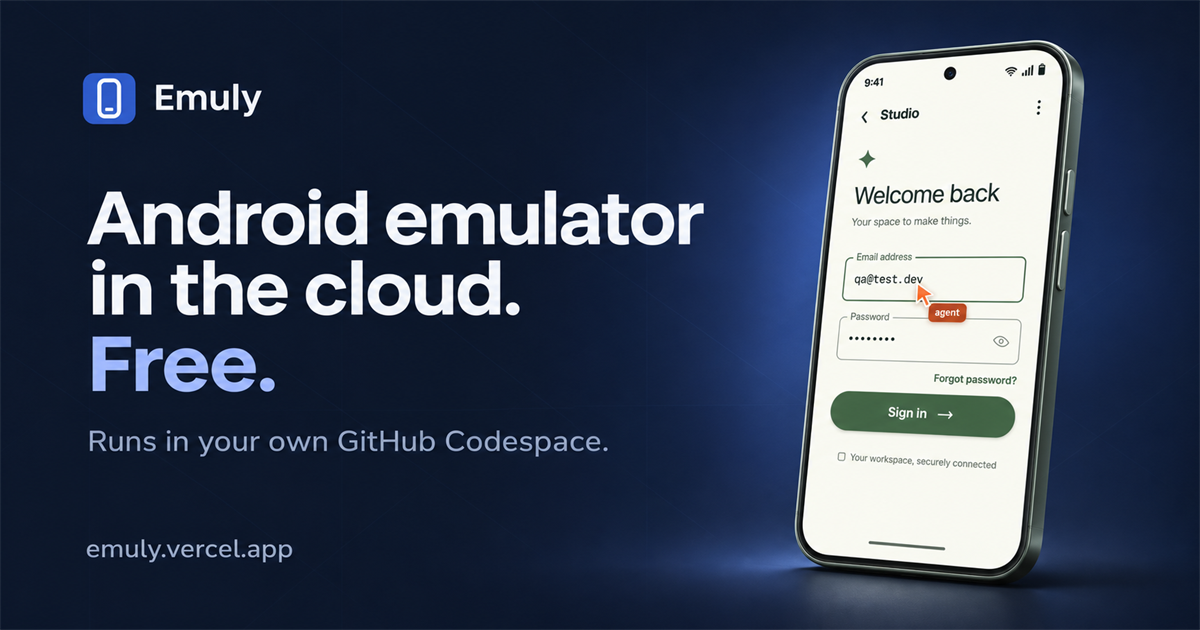 Emuly
Android emulator
in the cloud.
Free.
Runs in your own GitHub Codespace.
emuly.vercel.app
9:41
Studio
Welcome back
Your space to make things.
Email address
qa@test.dev
agent
Password
Forgot password?
Sign in →
Your workspace, securely connected